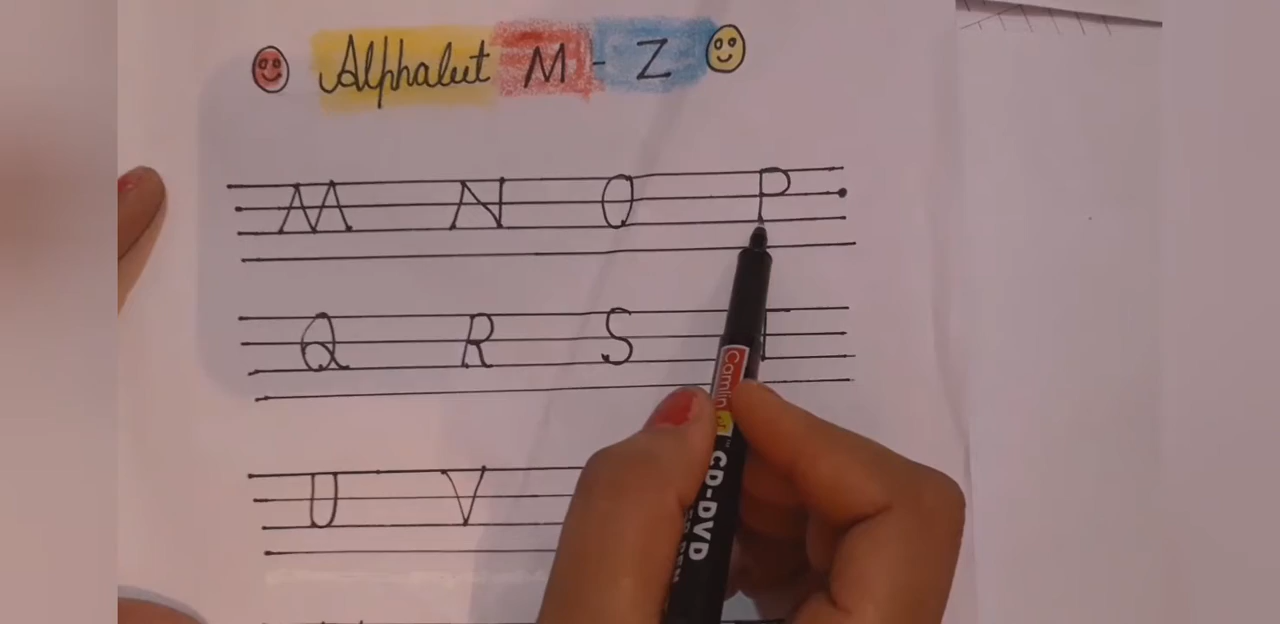 Alphabet M - Z
M N O P
Q R S
U V
Camlin CD-DVD